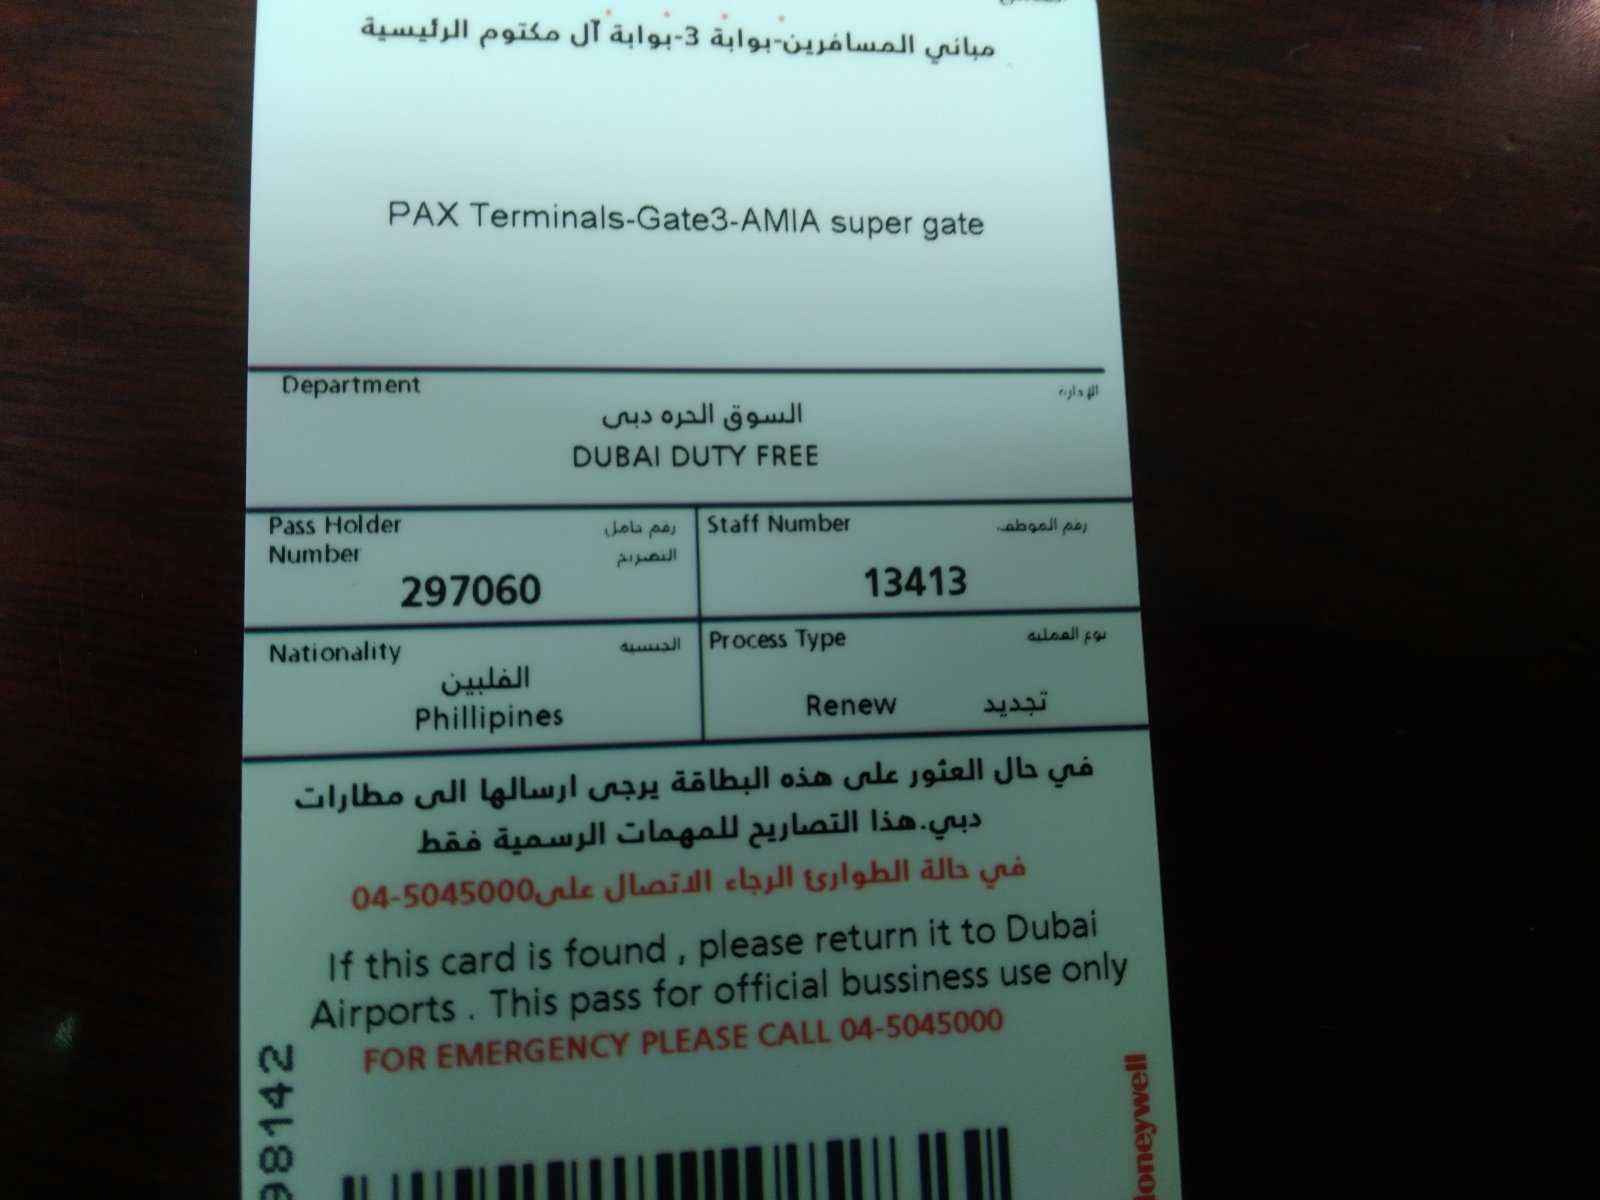 مباني المسافرين-بوابة 3-بوابة آل مكتوم الرئيسية
PAX Terminals-Gate3-AMIA super gate
Department الإدارة
السوق الحره دبى
DUBAI DUTY FREE
Pass Holder رقم حامل
Number التصريح
297060
Staff Number رقم الموظف
13413
Nationality الجنسية
الفلبين
Phillipines
Process Type نوع العملية
Renew تجديد
في حال العثور على هذه البطاقة يرجى ارسالها الى مطارات
دبي.هذا التصاريح للمهمات الرسمية فقط
في حالة الطوارئ الرجاء الاتصال على04-5045000
If this card is found , please return it to Dubai
Airports . This pass for official bussiness use only
FOR EMERGENCY PLEASE CALL 04-5045000
98142
oneywell